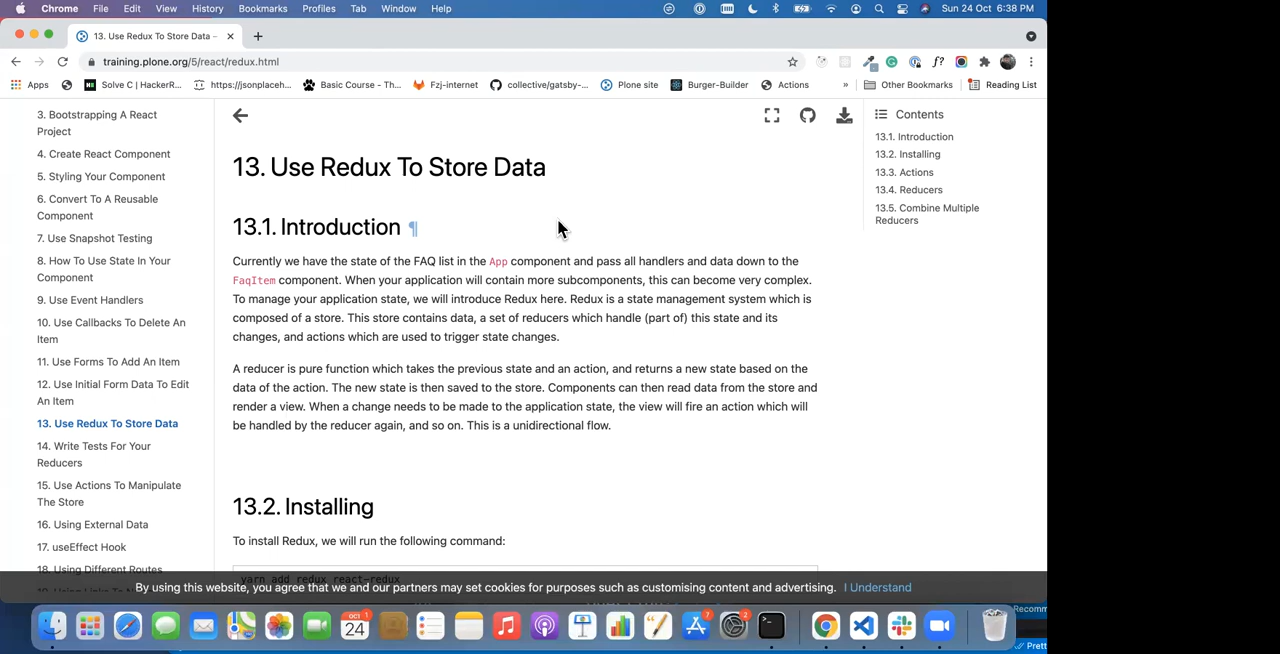 Chrome File Edit View History Bookmarks Profiles Tab Window Help Sun 24 Oct 6:38 PM
13. Use Redux To Store Data –
training.plone.org/5/react/redux.html
Apps Solve C | HackerR... https://jsonplaceh... Basic Course - Th... Fzj-internet collective/gatsby-... Plone site Burger-Builder Actions » Other Bookmarks Reading List
3. Bootstrapping A React
Project
4. Create React Component
5. Styling Your Component
6. Convert To A Reusable
Component
7. Use Snapshot Testing
8. How To Use State In Your
Component
9. Use Event Handlers
10. Use Callbacks To Delete An
Item
11. Use Forms To Add An Item
12. Use Initial Form Data To Edit
An Item
13. Use Redux To Store Data
14. Write Tests For Your
Reducers
15. Use Actions To Manipulate
The Store
16. Using External Data
17. useEffect Hook
18. Using Different Routes
13. Use Redux To Store Data
13.1. Introduction ¶
Currently we have the state of the FAQ list in the App component and pass all handlers and data down to the
FaqItem component. When your application will contain more subcomponents, this can become very complex.
To manage your application state, we will introduce Redux here. Redux is a state management system which is
composed of a store. This store contains data, a set of reducers which handle (part of) this state and its
changes, and actions which are used to trigger state changes.
A reducer is pure function which takes the previous state and an action, and returns a new state based on the
data of the action. The new state is then saved to the store. Components can then read data from the store and
render a view. When a change needs to be made to the application state, the view will fire an action which will
be handled by the reducer again, and so on. This is a unidirectional flow.
13.2. Installing
To install Redux, we will run the following command:
yarn add redux react-redux
Contents
13.1. Introduction
13.2. Installing
13.3. Actions
13.4. Reducers
13.5. Combine Multiple
Reducers
By using this website, you agree that we and our partners may set cookies for purposes such as customising content and advertising. I Understand
OCT
24
1
7
2
Recomm
Prett